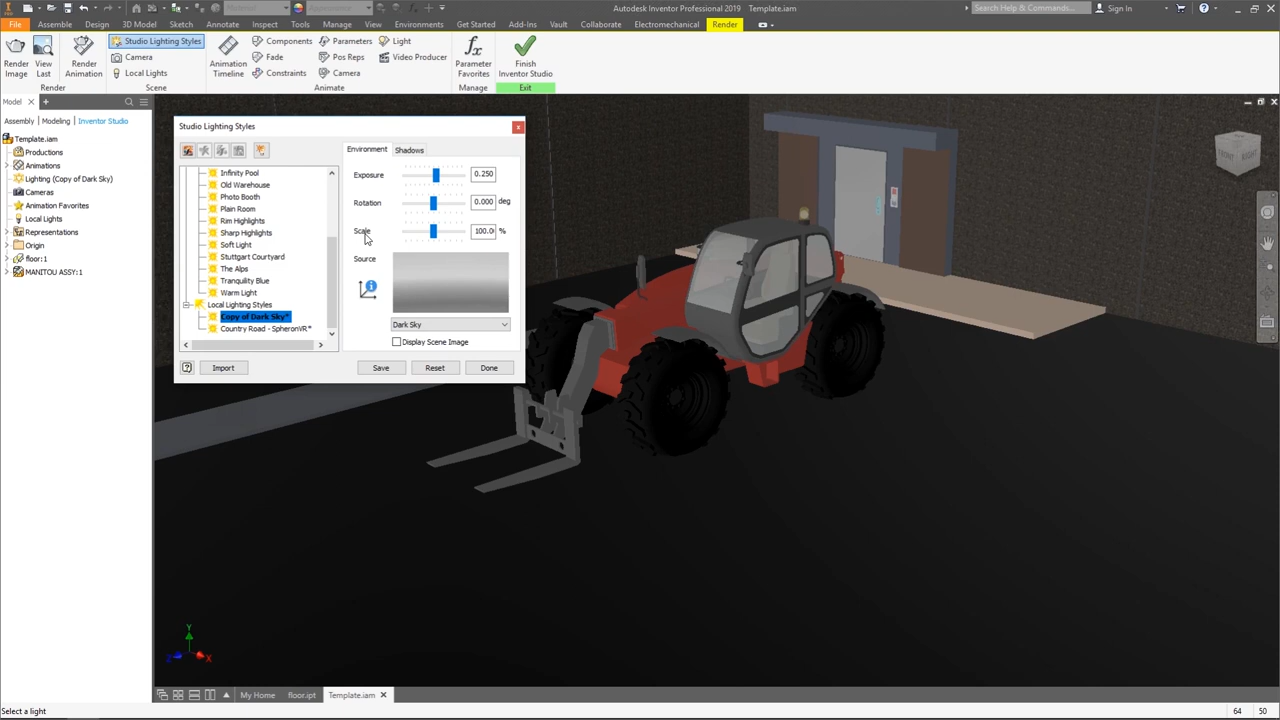 Material
Appearance
Autodesk Inventor Professional 2019   Template.iam
Search Help & Commands...
Sign In
File
Assembly
Design
3D Model
Sketch
Annotate
Inspect
Tools
Manage
View
Environments
Get Started
Add-Ins
Vault
Collaborate
Electromechanical
Render
Render Image
View Last
Render Animation
Studio Lighting Styles
Camera
Local Lights
Animation Timeline
Components
Fade
Constraints
Parameters
Pos Reps
Camera
Light
Video Producer
Parameter Favorites
Finish Inventor Studio
Render
Scene
Animate
Manage
Exit
Model
Assembly
Modeling
Inventor Studio
Template.iam
Productions
Animations
Lighting (Copy of Dark Sky)
Cameras
Animation Favorites
Local Lights
Representations
Origin
floor:1
MANITOU ASSY:1
Studio Lighting Styles
Infinity Pool
Old Warehouse
Photo Booth
Plain Room
Rim Highlights
Sharp Highlights
Soft Light
Stuttgart Courtyard
The Alps
Tranquility Blue
Warm Light
Local Lighting Styles
Copy of Dark Sky*
Country Road - SpheronVR*
Environment
Shadows
Exposure 0.250
Rotation 0.000 deg
Scale 100.0 %
Source
Dark Sky
Display Scene Image
Import
Save
Reset
Done
FRONT
RIGHT
Y
Z
X
My Home
floor.ipt
Template.iam
Select a light
64
50